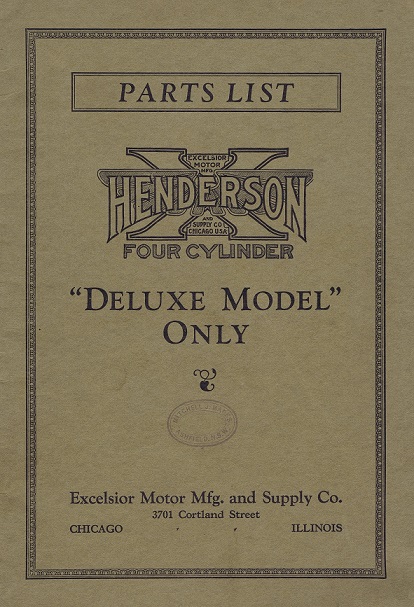 PARTS LIST
EXCELSIOR
MOTOR
MFG.
HENDERSON
AND
SUPPLY CO
CHICAGO U.S.A.
FOUR CYLINDER
"DELUXE MODEL"
ONLY
Excelsior Motor Mfg. and Supply Co.
3701 Cortland Street
CHICAGO ILLINOIS